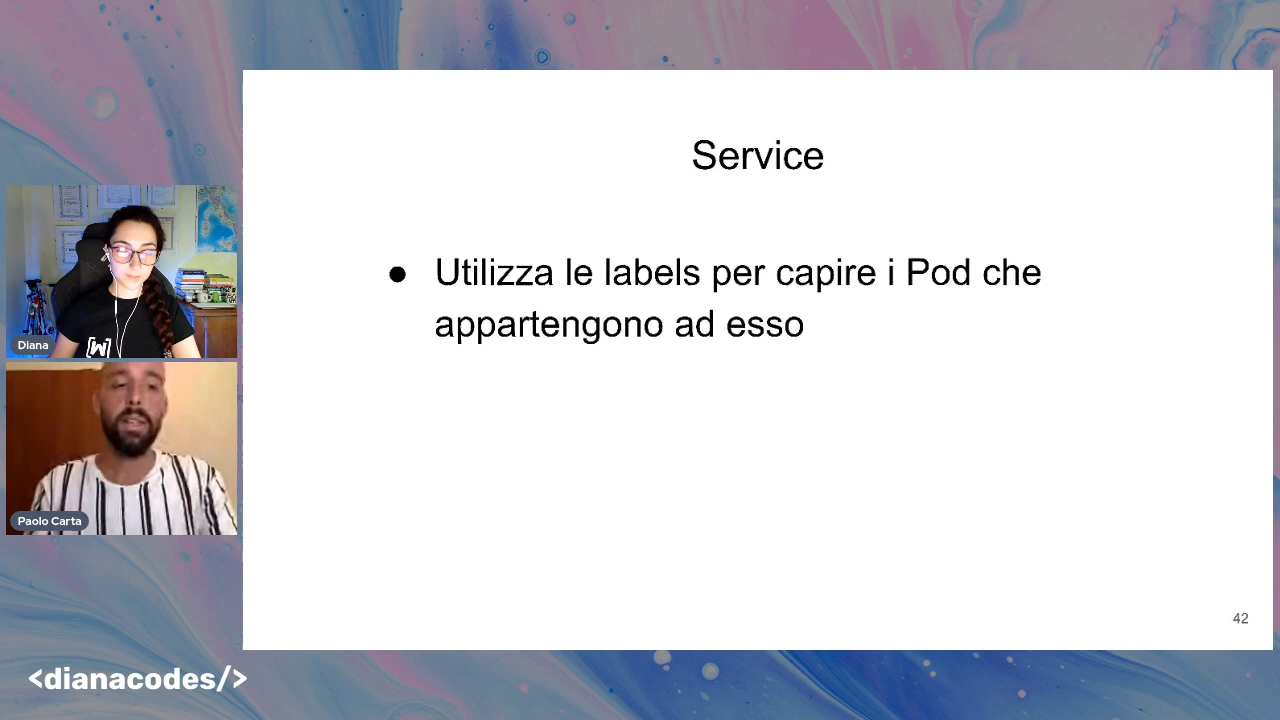 Service
● Utilizza le labels per capire i Pod che
appartengono ad esso
42
Diana
Paolo Carta
<dianacodes/>
[W]